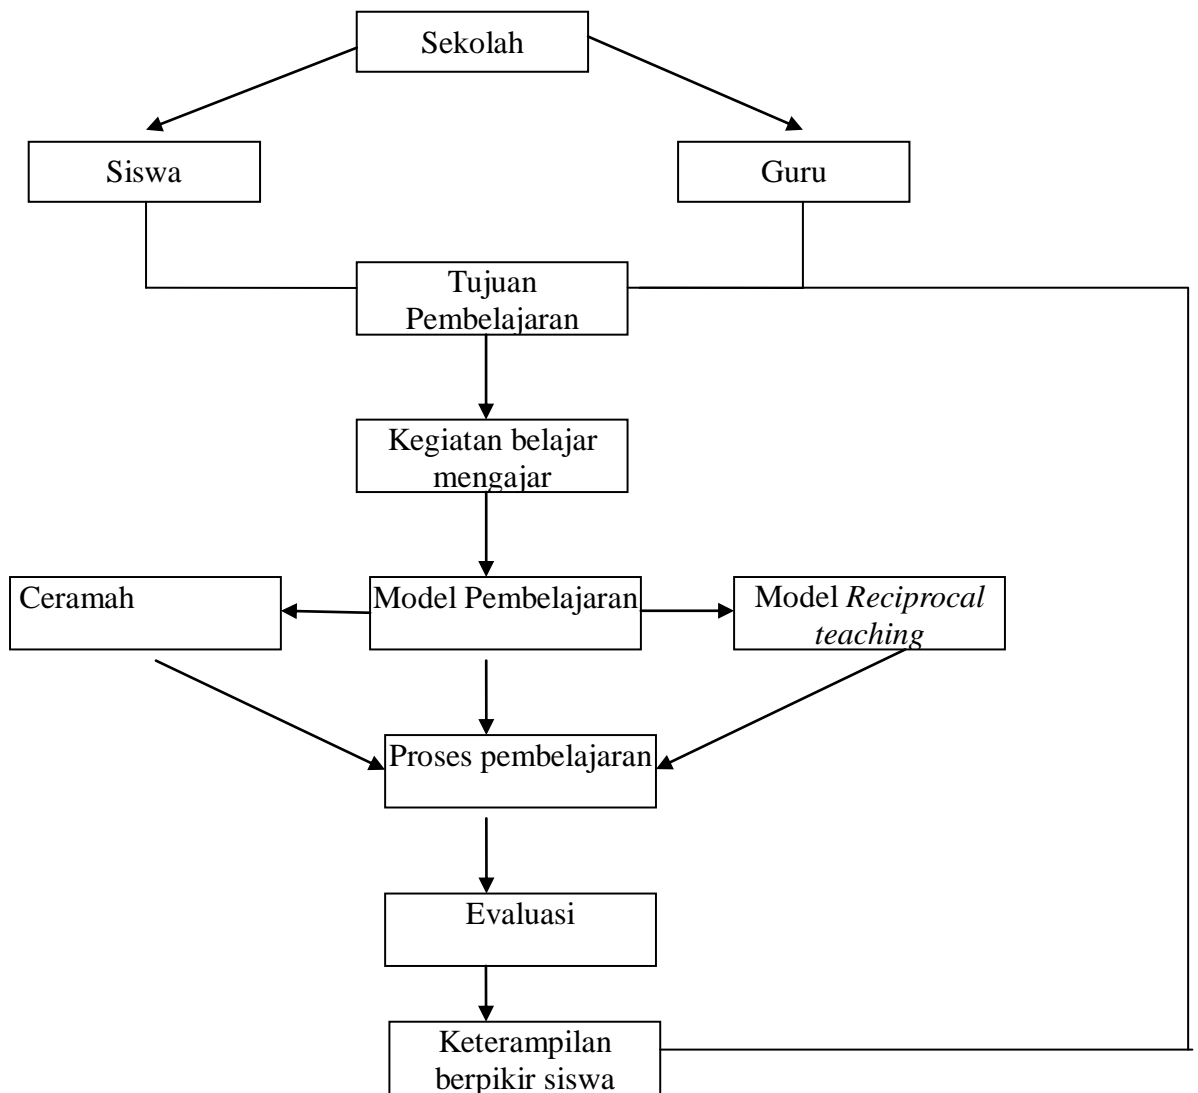 Sekolah
Siswa
Guru
Tujuan
Pembelajaran
Kegiatan belajar
mengajar
Ceramah
Model Pembelajaran
Model Reciprocal
teaching
Proses pembelajaran
Evaluasi
Keterampilan
berpikir siswa